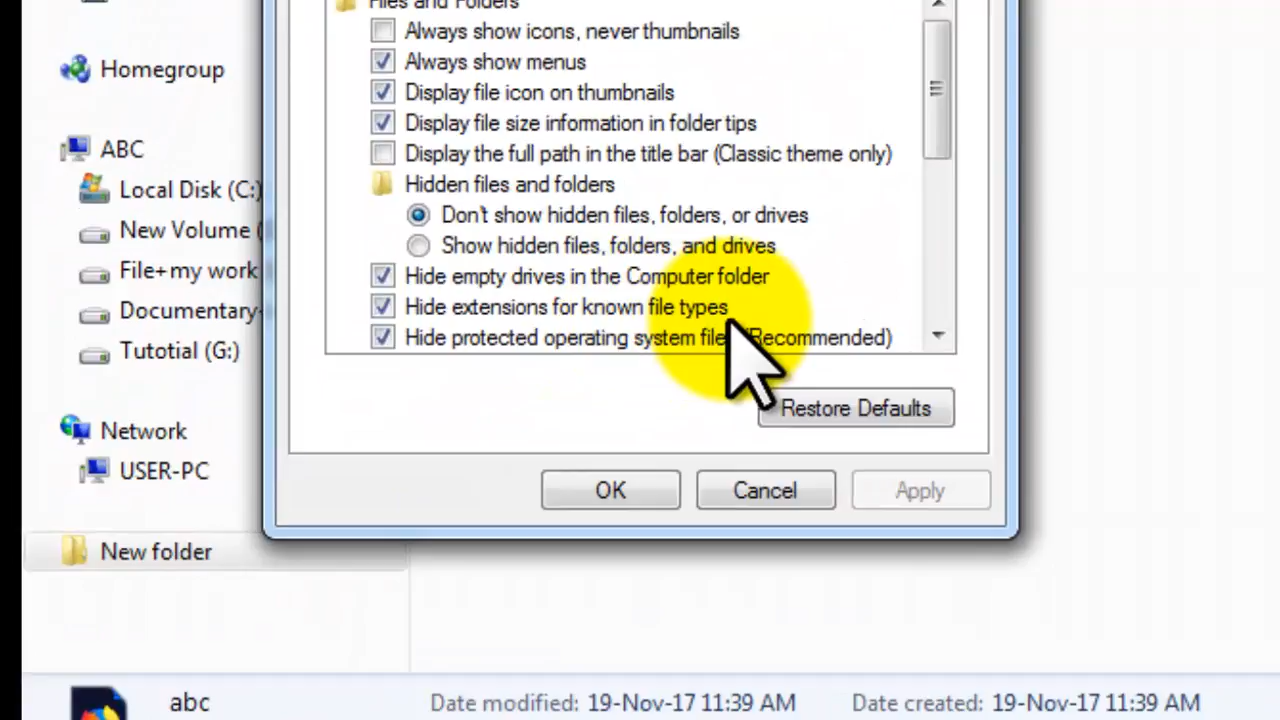 Files and Folders
Always show icons, never thumbnails
Always show menus
Display file icon on thumbnails
Display file size information in folder tips
Display the full path in the title bar (Classic theme only)
Hidden files and folders
Don't show hidden files, folders, or drives
Show hidden files, folders, and drives
Hide empty drives in the Computer folder
Hide extensions for known file types
Hide protected operating system file (Recommended)
Restore Defaults
OK
Cancel
Apply
Homegroup
ABC
Local Disk (C:)
New Volume (
File+my work
Documentary-
Tutotial (G:)
Network
USER-PC
New folder
abc
Date modified: 19-Nov-17 11:39 AM
Date created: 19-Nov-17 11:39 AM